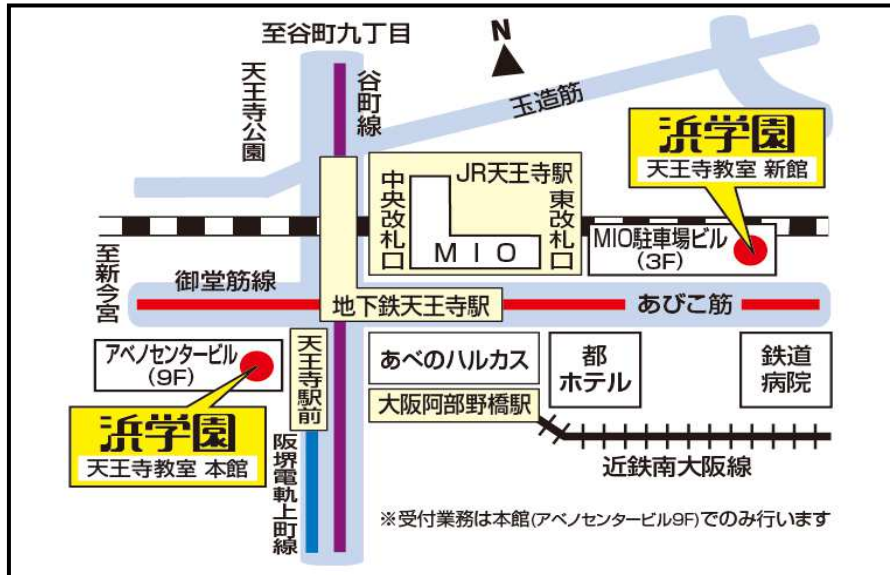 至谷町九丁目
N
天王寺公園
谷町線
玉造筋
浜学園
天王寺教室 新館
JR天王寺駅
中央改札口
東改札口
MIO
MIO駐車場ビル
(3F)
至新今宮
御堂筋線
地下鉄天王寺駅
あびこ筋
アベノセンタービル
(9F)
天王寺駅前
あべのハルカス
都
ホテル
鉄道
病院
大阪阿部野橋駅
浜学園
天王寺教室 本館
阪堺電軌上町線
近鉄南大阪線
※受付業務は本館(アベノセンタービル9F)でのみ行います